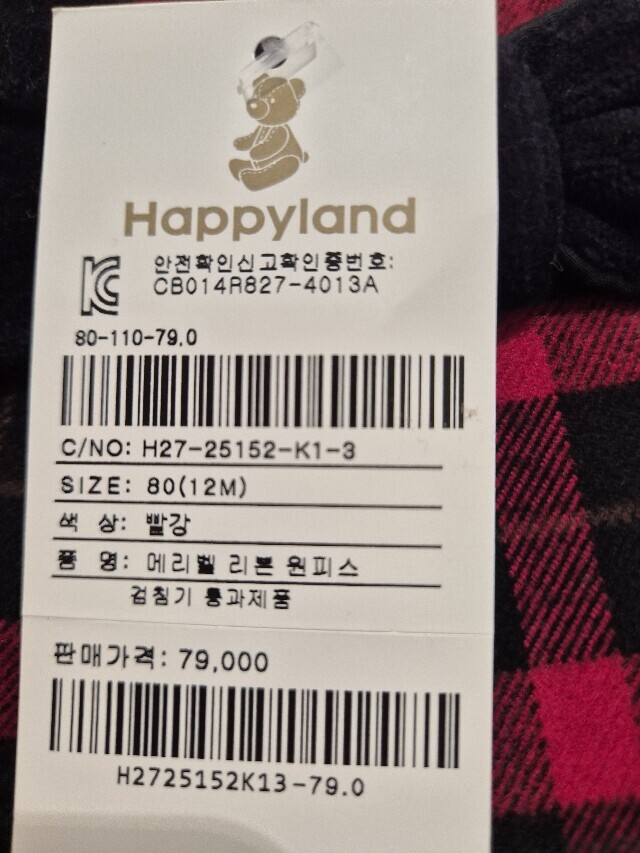 Happyland
안전확인신고확인증번호:
CB014R827-4013A
80-110-79.0
C/NO: H27-25152-K1-3
SIZE: 80(12M)
색 상: 빨강
품 명: 메리벨 리본 원피스
검침기 통과제품
판매가격: 79,000
H2725152K13-79.0